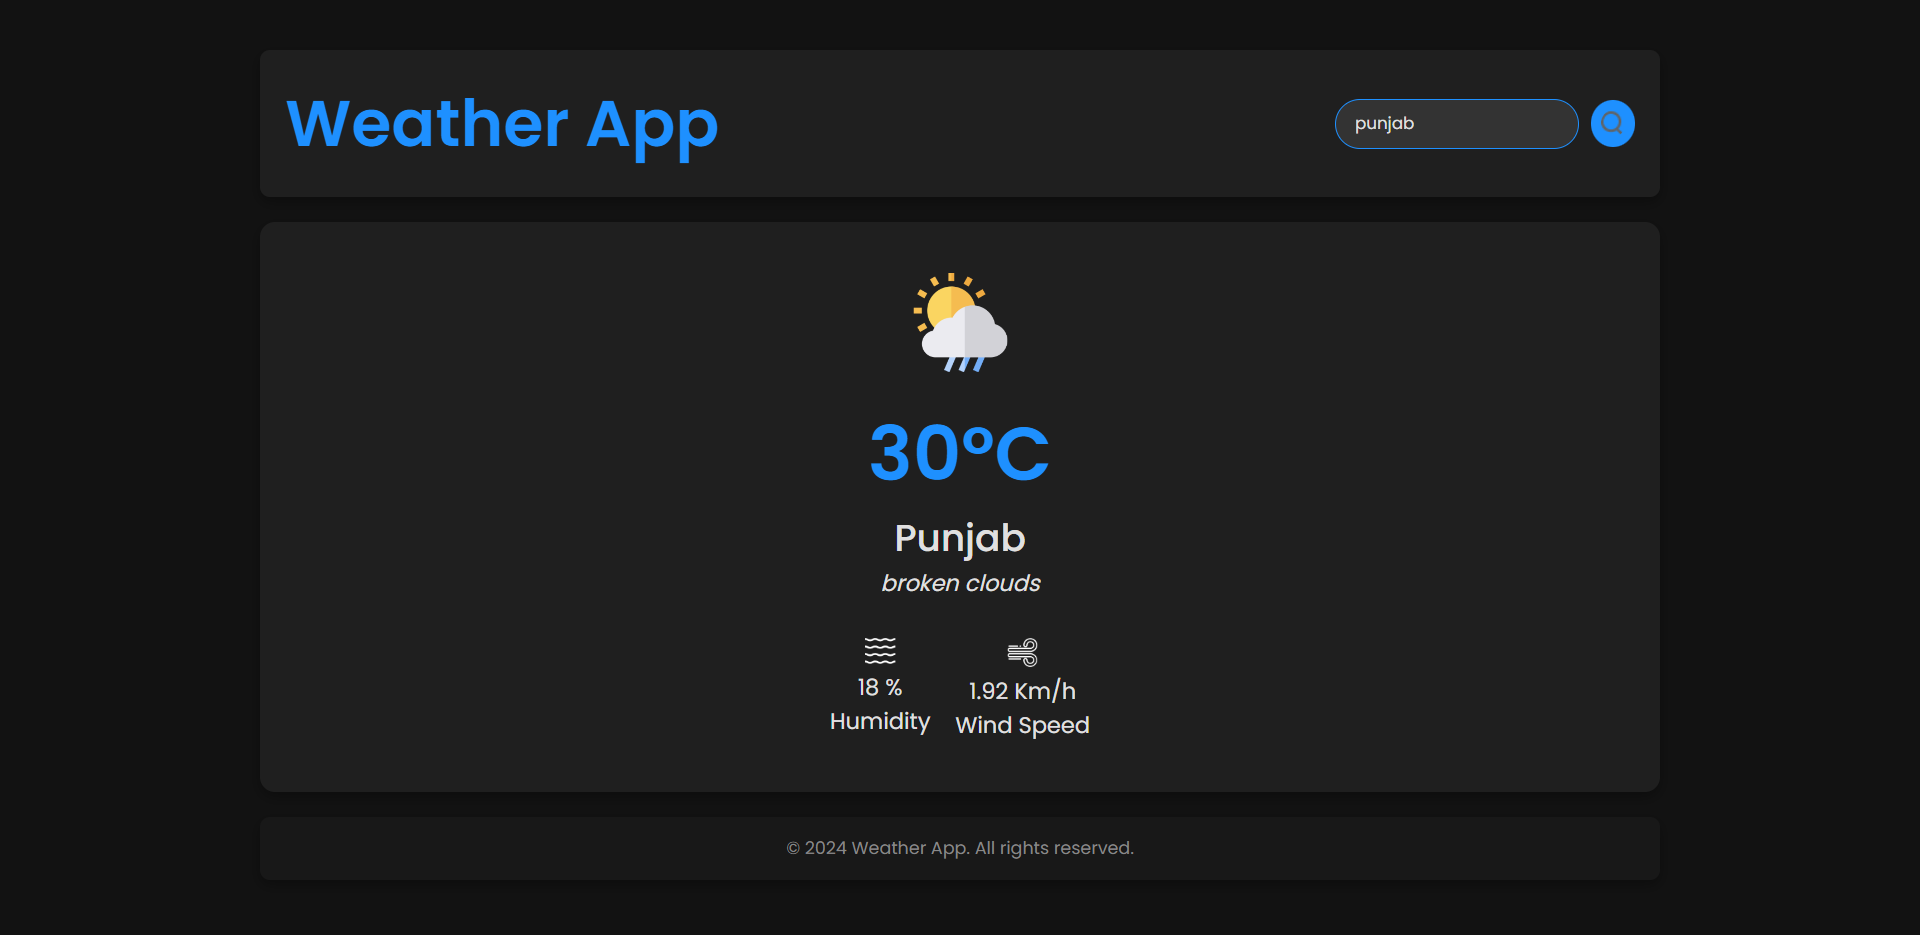 Weather App
punjab
30°C
Punjab
broken clouds
18 %
Humidity
1.92 Km/h
Wind Speed
© 2024 Weather App. All rights reserved.